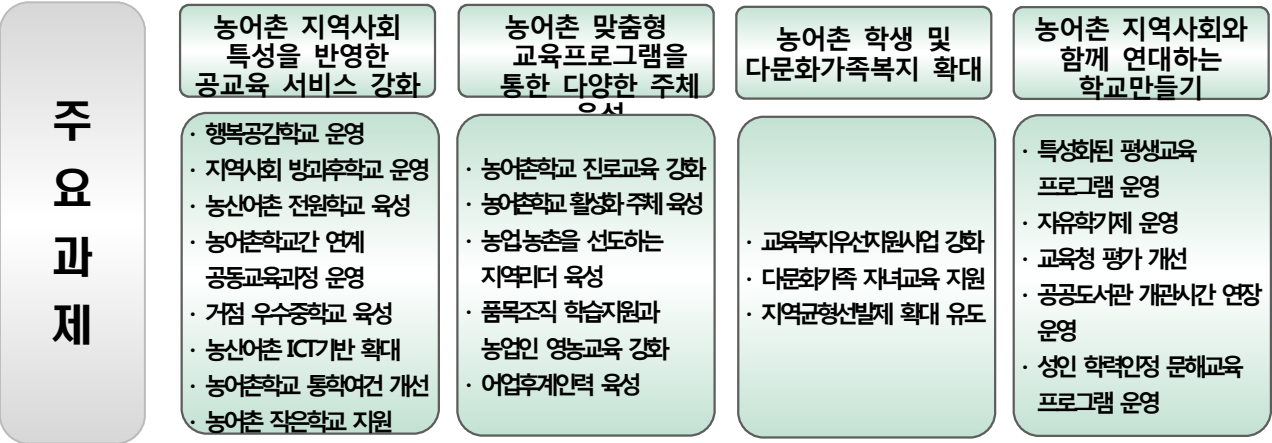 주
요
과
제
농어촌 지역사회
특성을 반영한
공교육 서비스 강화
· 행복공감학교 운영
· 지역사회 방과후학교 운영
· 농산어촌 전원학교 육성
· 농어촌학교간 연계
공동교육과정 운영
· 거점 우수중학교 육성
· 농산어촌 ICT기반 확대
· 농어촌학교 통학여건 개선
· 농어촌 작은학교 지원
농어촌 맞춤형
교육프로그램을
통한 다양한 주체
육성
· 농어촌학교 진로교육 강화
· 농어촌학교 활성화 주체 육성
· 농업.농촌을 선도하는
지역리더 육성
· 품목조직 학습지원과
농업인 영농교육 강화
· 어업후계인력 육성
농어촌 학생 및
다문화가족복지 확대
· 교육복지우선지원사업 강화
· 다문화가족 자녀교육 지원
· 지역균형선발제 확대 유도
농어촌 지역사회와
함께 연대하는
학교만들기
· 특성화된 평생교육
프로그램 운영
· 자유학기제 운영
· 교육청 평가 개선
· 공공도서관 개관시간 연장
운영
· 성인 학력인정 문해교육
프로그램 운영